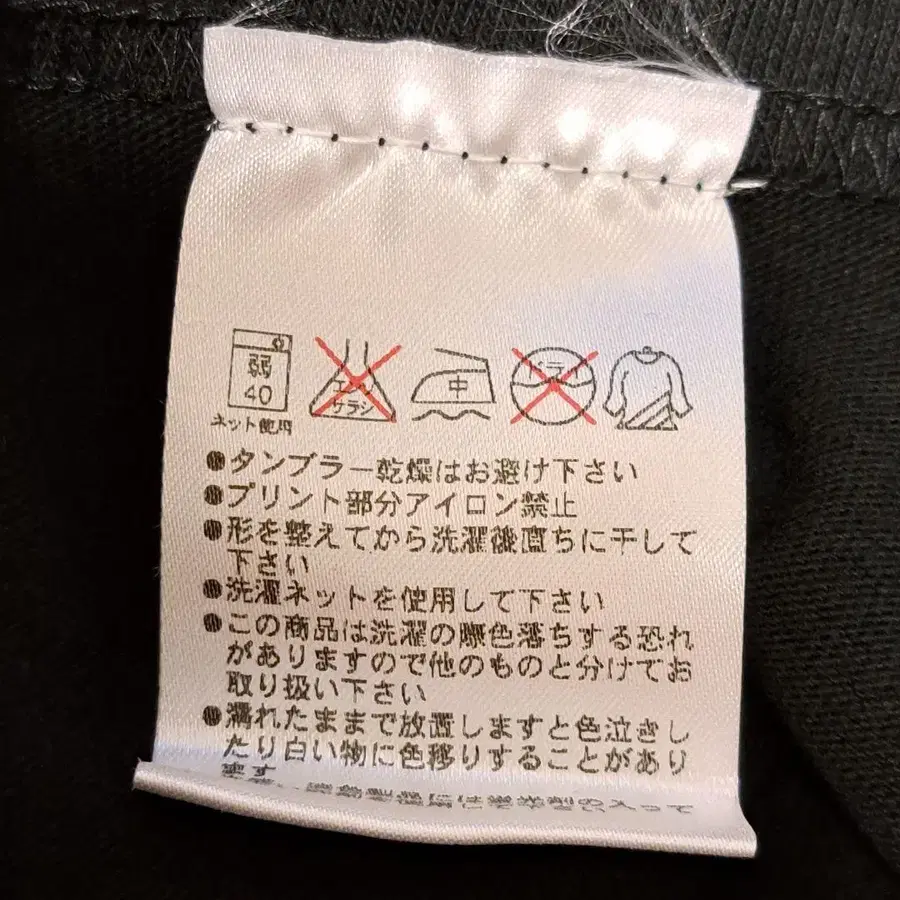 弱
40
ネット使用
エンソ
サラシ
中
ドライ
●タンブラー乾燥はお避け下さい
●プリント部分アイロン禁止
●形を整えてから洗濯後直ちに干して
下さい
●洗濯ネットを使用して下さい
●この商品は洗濯の際色落ちする恐れ
がありますので他のものと分けてお
取り扱い下さい
●濡れたままで放置しますと色泣きし
たり白い物に色移りすることがあり
ます